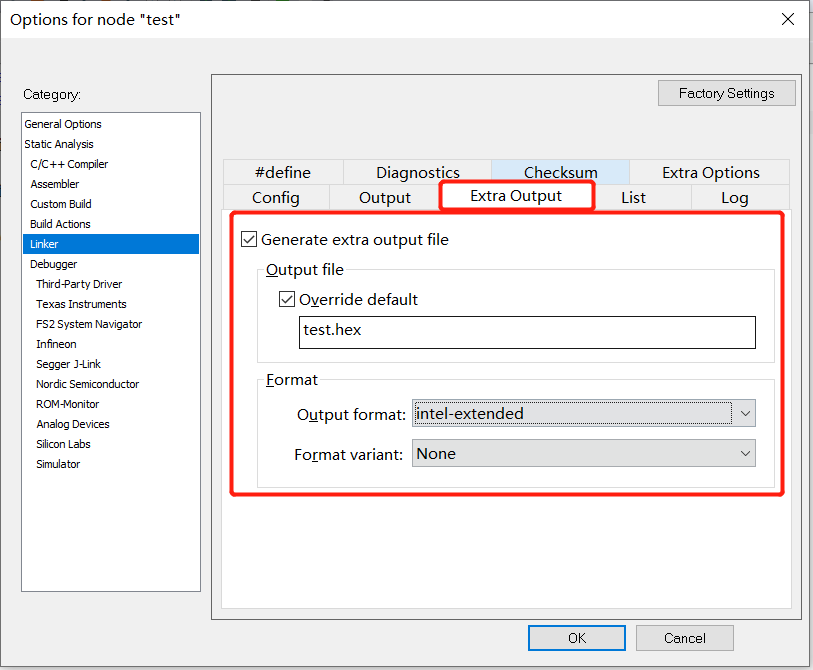 Options for node "test"
Category:
Factory Settings
General Options
Static Analysis
C/C++ Compiler
Assembler
Custom Build
Build Actions
Linker
Debugger
Third-Party Driver
Texas Instruments
FS2 System Navigator
Infineon
Segger J-Link
Nordic Semiconductor
ROM-Monitor
Analog Devices
Silicon Labs
Simulator
#define Diagnostics Checksum Extra Options
Config Output Extra Output List Log
Generate extra output file
Output file
Override default
test.hex
Format
Output format: intel-extended
Format variant: None
OK Cancel